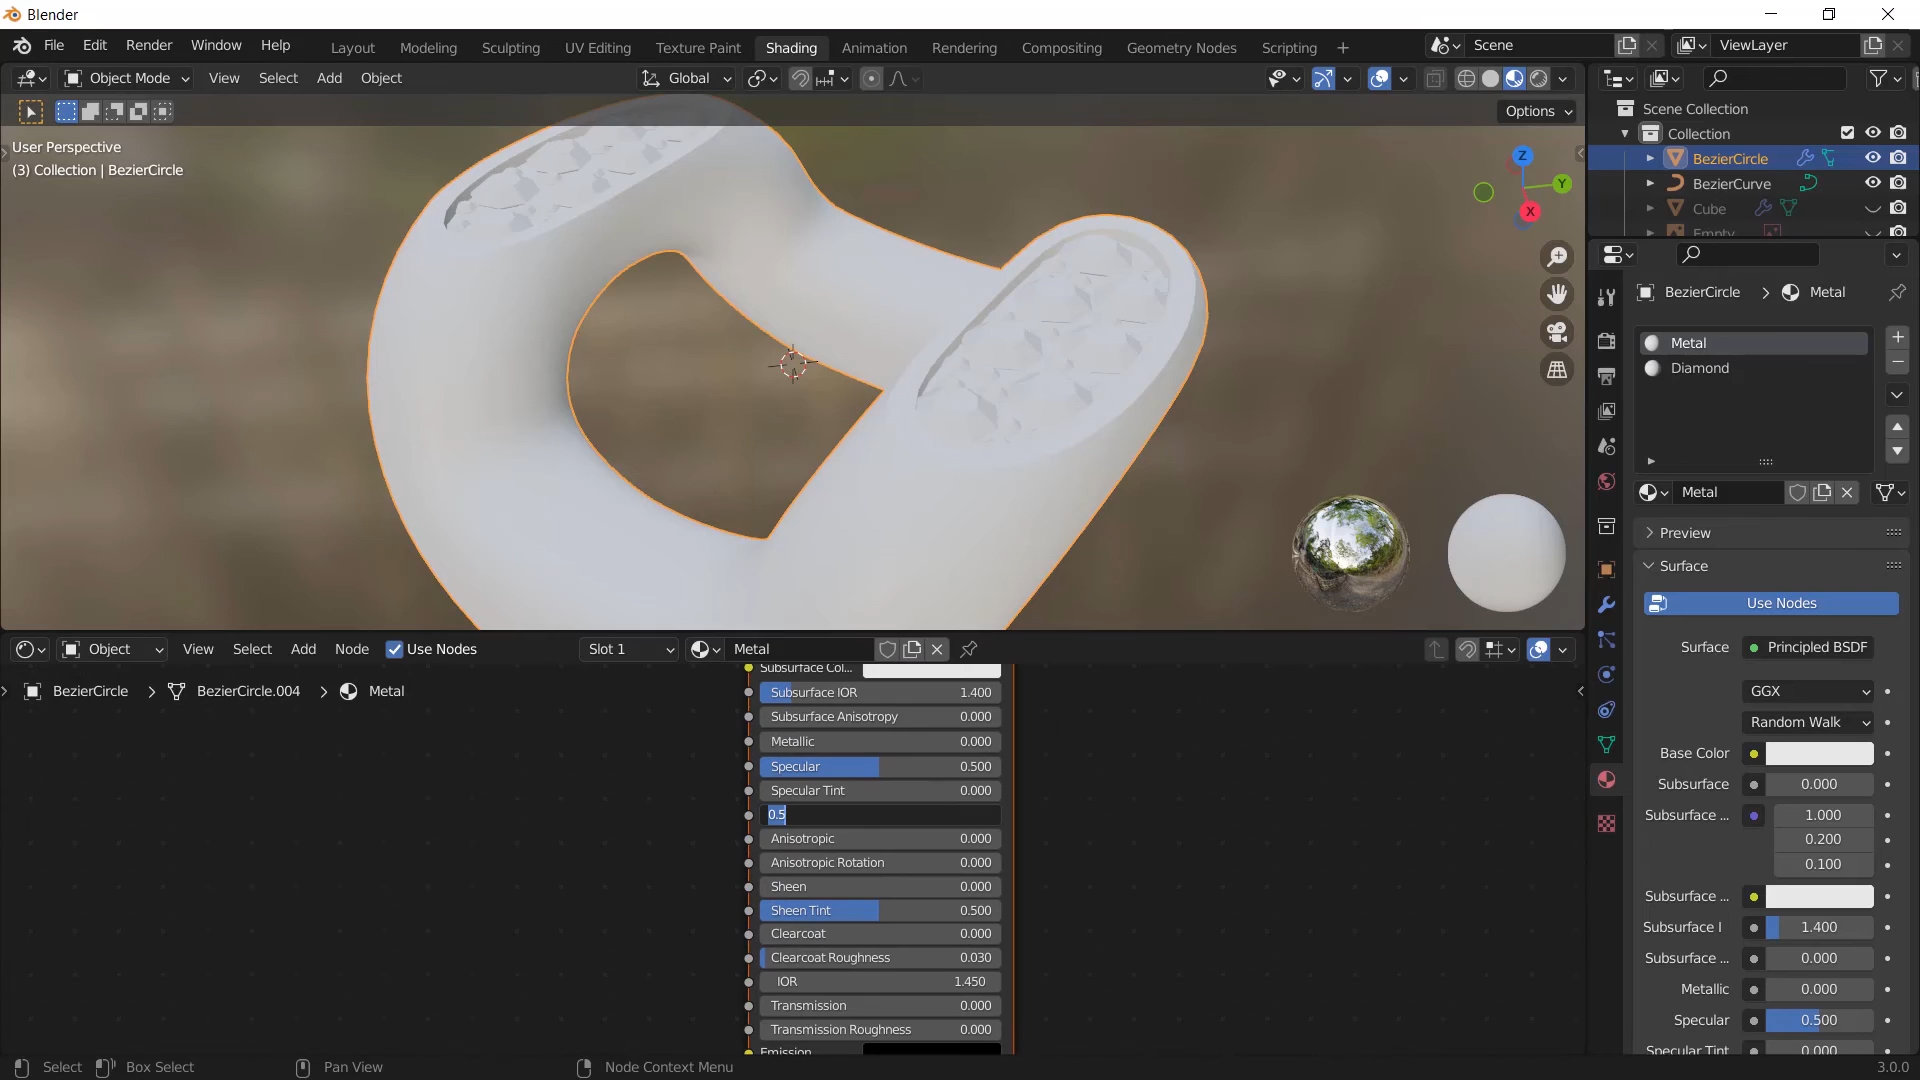 Blender
File Edit Render Window Help
Layout Modeling Sculpting UV Editing Texture Paint Shading Animation Rendering Compositing Geometry Nodes Scripting
Scene
ViewLayer
Object Mode View Select Add Object
Global
Options
User Perspective
(3) Collection | BezierCircle
Z
Y
X
Scene Collection
Collection
BezierCircle
BezierCurve
Cube
Empty
BezierCircle > Metal
Metal
Diamond
Metal
Preview
Surface
Use Nodes
Surface Principled BSDF
GGX
Random Walk
Base Color
Subsurface 0.000
Subsurface ... 1.000
0.200
0.100
Subsurface ...
Subsurface I 1.400
Subsurface ... 0.000
Metallic 0.000
Specular 0.500
Specular Tint 0.000
Object View Select Add Node Use Nodes Slot 1 Metal
BezierCircle > BezierCircle.004 > Metal
Subsurface Col...
Subsurface IOR 1.400
Subsurface Anisotropy 0.000
Metallic 0.000
Specular 0.500
Specular Tint 0.000
0.5
Anisotropic 0.000
Anisotropic Rotation 0.000
Sheen 0.000
Sheen Tint 0.500
Clearcoat 0.000
Clearcoat Roughness 0.030
IOR 1.450
Transmission 0.000
Transmission Roughness 0.000
Emission
Select Box Select Pan View Node Context Menu 3.0.0